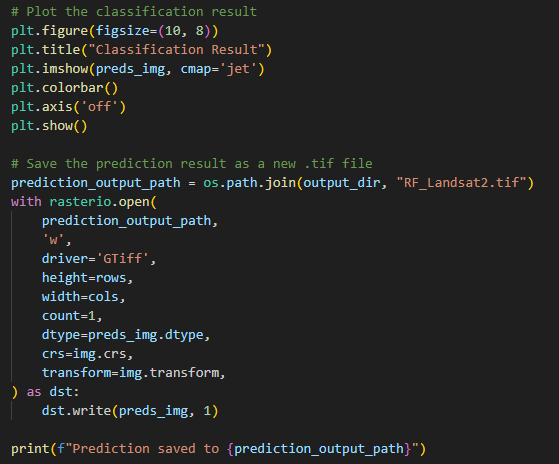 # Plot the classification result
plt.figure(figsize=(10, 8))
plt.title("Classification Result")
plt.imshow(preds_img, cmap='jet')
plt.colorbar()
plt.axis('off')
plt.show()

# Save the prediction result as a new .tif file
prediction_output_path = os.path.join(output_dir, "RF_Landsat2.tif")
with rasterio.open(
    prediction_output_path,
    'w',
    driver='GTiff',
    height=rows,
    width=cols,
    count=1,
    dtype=preds_img.dtype,
    crs=img.crs,
    transform=img.transform,
) as dst:
    dst.write(preds_img, 1)

print(f"Prediction saved to {prediction_output_path}")